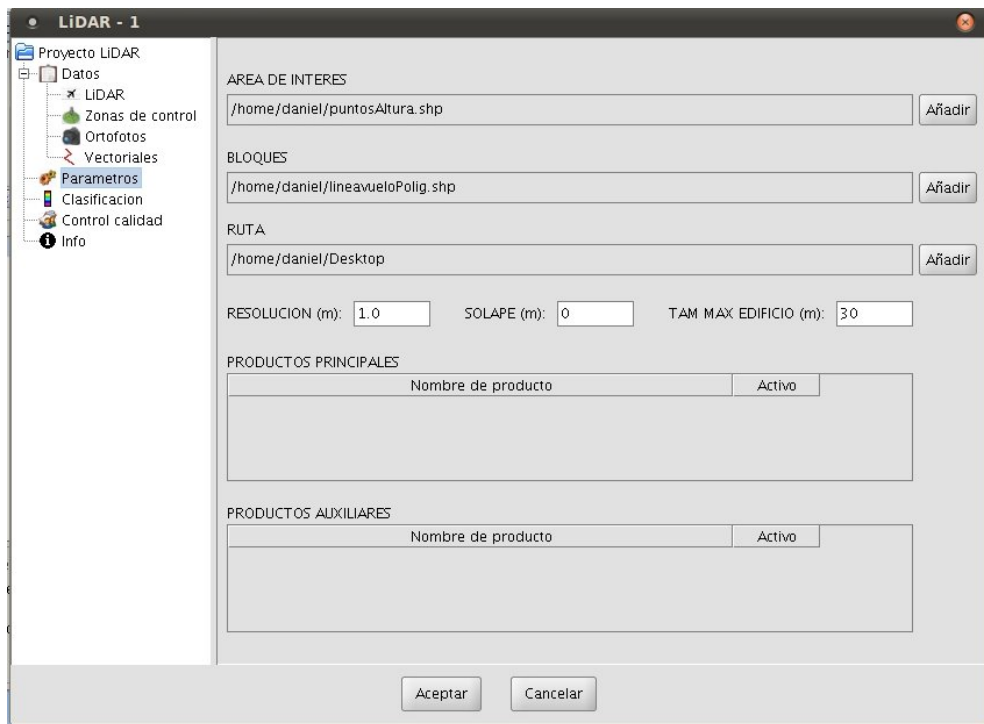 LiDAR - 1
Proyecto LiDAR
Datos
LiDAR
Zonas de control
Ortofotos
Vectoriales
Parametros
Clasificacion
Control calidad
Info
AREA DE INTERES
/home/daniel/puntosAltura.shp
Añadir
BLOQUES
/home/daniel/lineavueloPolig.shp
Añadir
RUTA
/home/daniel/Desktop
Añadir
RESOLUCION (m): 1.0 SOLAPE (m): 0 TAM MAX EDIFICIO (m): 30
PRODUCTOS PRINCIPALES
Nombre de producto Activo
PRODUCTOS AUXILIARES
Nombre de producto Activo
Aceptar Cancelar